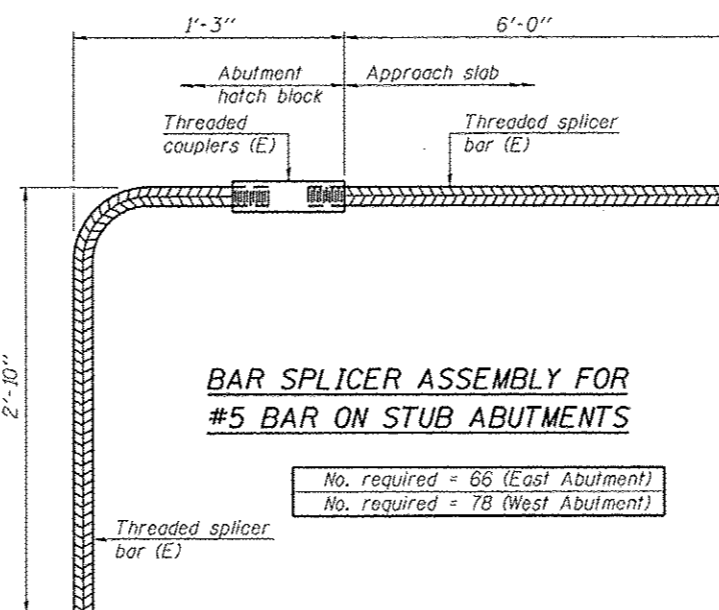 1'-3"
6'-0"
Abutment
hatch block
Approach slab
Threaded
couplers (E)
Threaded splicer
bar (E)
2'-10"
BAR SPLICER ASSEMBLY FOR
#5 BAR ON STUB ABUTMENTS
No. required = 66 (East Abutment)
No. required = 78 (West Abutment)
Threaded splicer
bar (E)